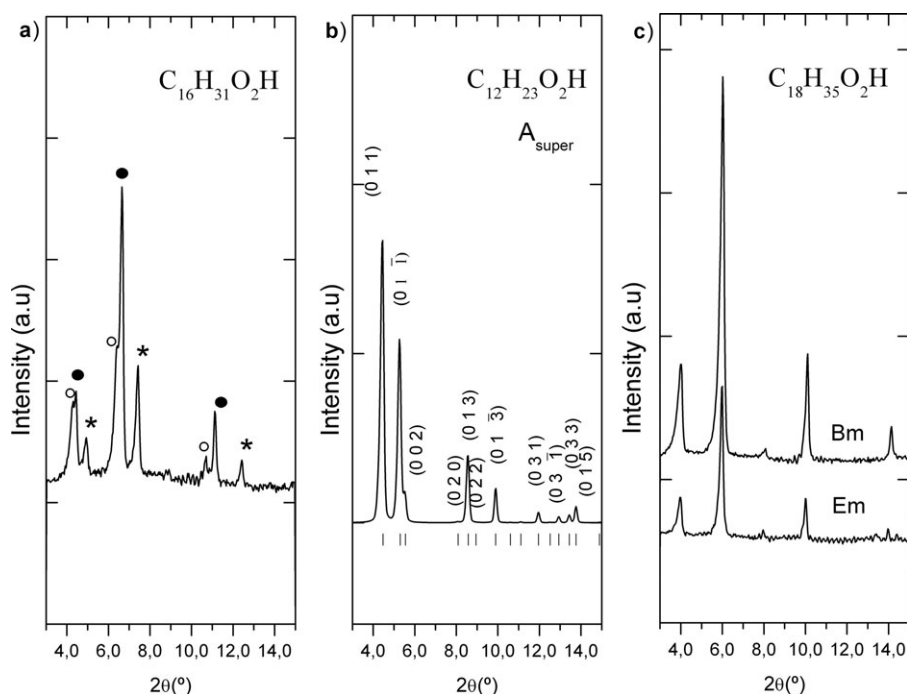 a)
C16H31O2H
Intensity (a.u)
4,0 6,0 8,0 10,0 12,0 14,0
2θ(º)
b)
C12H23O2H
Asuper
(0 1 1)
(0 1 1̅)
(0 0 2)
(0 2 0)
(0 1 3)
(0 2 2)
(0 1 3̅)
(0 3 1)
(0 3 1̅)
(0 3 3)
(0 1 5)
Intensity (a.u)
4,0 6,0 8,0 10,0 12,0 14,0
2θ(º)
c)
C18H35O2H
Bm
Em
Intensity (a.u)
4,0 6,0 8,0 10,0 12,0 14,0
2θ(º)